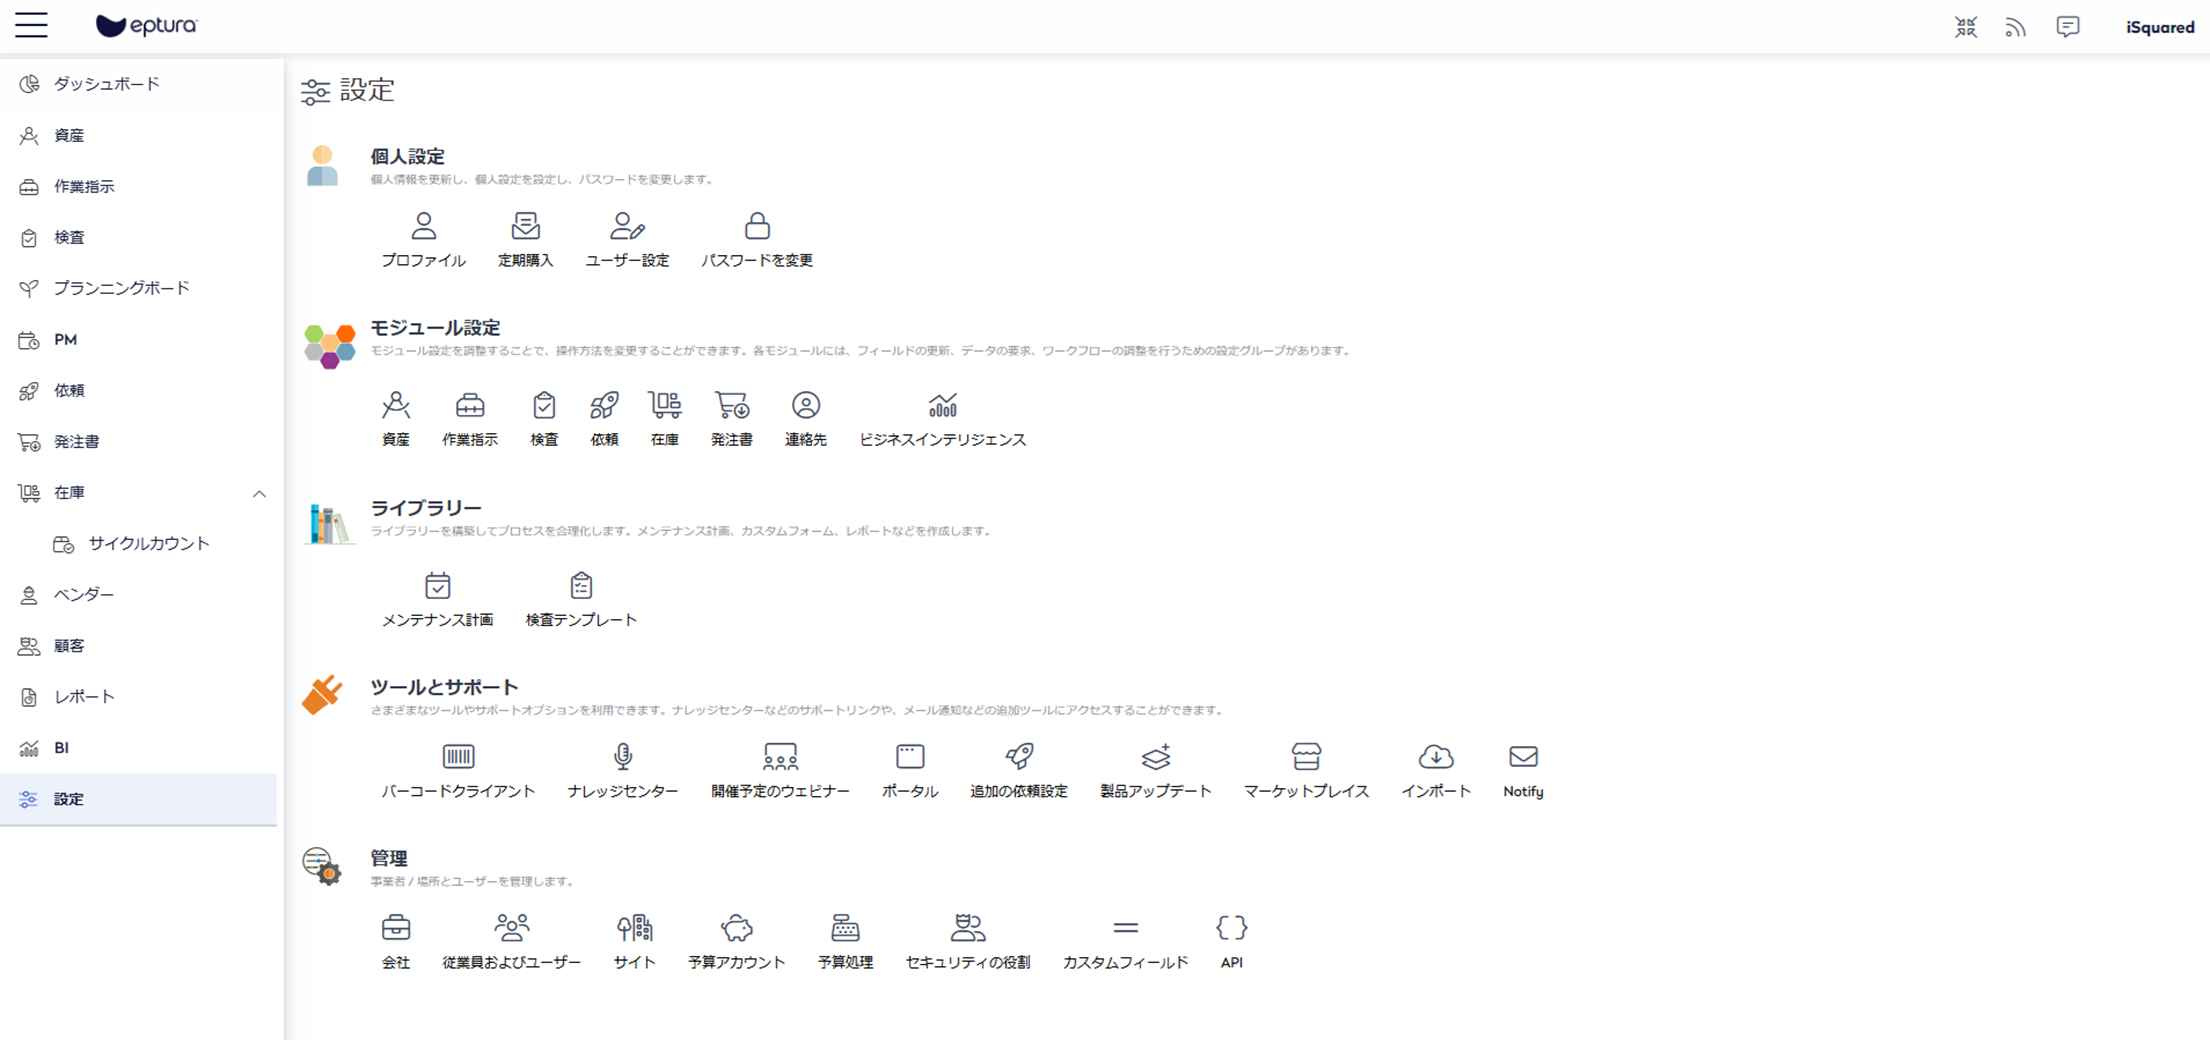 eptura
iSquared
ダッシュボード
資産
作業指示
検査
プランニングボード
PM
依頼
発注書
在庫
サイクルカウント
ベンダー
顧客
レポート
BI
設定
設定
個人設定
個人情報を更新し、個人設定を設定し、パスワードを変更します。
プロファイル 定期購入 ユーザー設定 パスワードを変更
モジュール設定
モジュール設定を調整することで、操作方法を変更することができます。各モジュールには、フィールドの更新、データの要求、ワークフローの調整を行うための設定グループがあります。
資産 作業指示 検査 依頼 在庫 発注書 連絡先 ビジネスインテリジェンス
ライブラリー
ライブラリーを構築してプロセスを合理化します。メンテナンス計画、カスタムフォーム、レポートなどを作成します。
メンテナンス計画 検査テンプレート
ツールとサポート
さまざまなツールやサポートオプションを利用できます。ナレッジセンターなどのサポートリンクや、メール通知などの追加ツールにアクセスすることができます。
バーコードクライアント ナレッジセンター 開催予定のウェビナー ポータル 追加の依頼設定 製品アップデート マーケットプレイス インポート Notify
管理
事業者 / 場所とユーザーを管理します。
会社 従業員およびユーザー サイト 予算アカウント 予算処理 セキュリティの役割 カスタムフィールド API